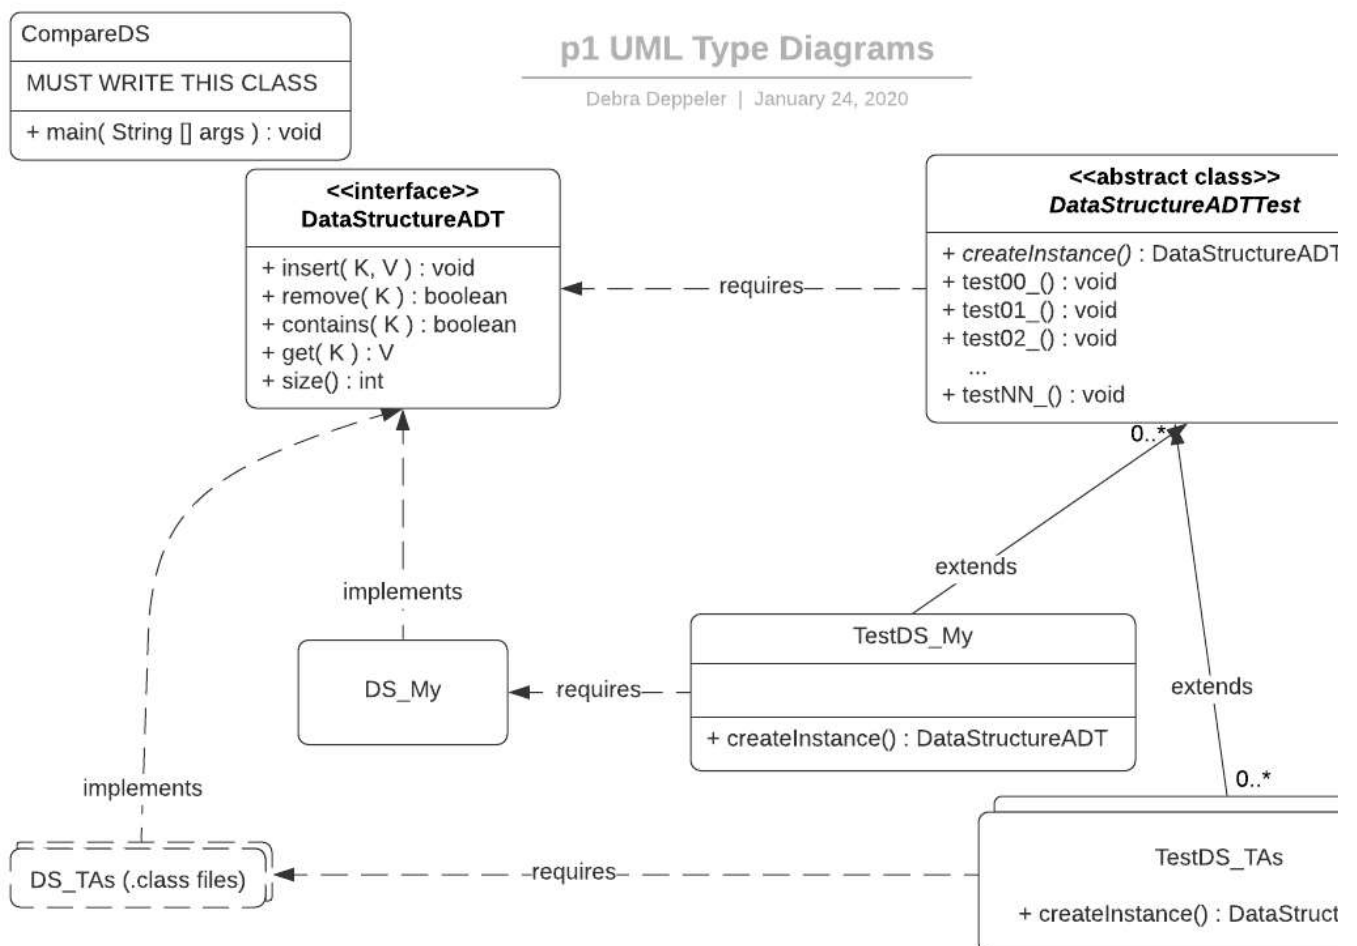 CompareDS
MUST WRITE THIS CLASS
+ main( String [] args ) : void
p1 UML Type Diagrams
Debra Deppeler | January 24, 2020
<<interface>>
DataStructureADT
+ insert( K, V ) : void
+ remove( K ) : boolean
+ contains( K ) : boolean
+ get( K ) : V
+ size() : int
requires
<<abstract class>>
DataStructureADTTest
+ createInstance() : DataStructureADT
+ test00_() : void
+ test01_() : void
+ test02_() : void
...
+ testNN_() : void
0..*
extends
implements
TestDS_My
+ createInstance() : DataStructureADT
requires
DS_My
extends
0..*
implements
DS_TAs (.class files)
requires
TestDS_TAs
+ createInstance() : DataStruct